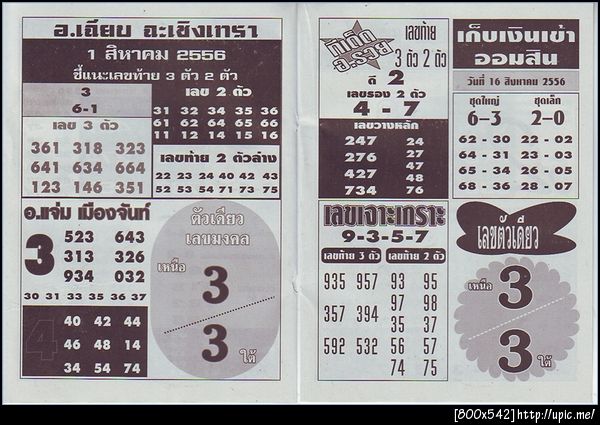 อ.เฉียบ ฉะเชิงเทรา
1 สิงหาคม 2556
ชี้แนะเลขท้าย 3 ตัว 2 ตัว
3
6-1
เลข 3 ตัว
361 318 323
641 634 664
123 146 351
เลข 2 ตัว
31 32 34 35 36
61 62 63 64 65 66
11 12 14 15 16
เลขท้าย 2 ตัวล่าง
22 23 24 40 42 43
52 53 54 71 73 75
อ.แจ่ม เมืองจันท์
3
523 643
313 326
934 032
30 31 33 34 35 36 37
4
40 42 44
46 48 14
34 54 74
ตัวเดียว
เลขมงคล
เหนือ
3
3
ใต้
อ.รวย
เลขท้าย
3 ตัว 2 ตัว
ดี 2
เลขรอง 2 ตัว
4 - 7
เลขวางหลัก
247 24
276 27
427 47
427 48
734 76
เก็บเงินเข่า
ออมสิน
วันที่ 16 สิงหาคม 2556
ชุดใหญ่ ชุดเล็ก
6-3 2-0
62 - 30 22 - 02
64 - 31 23 - 03
65 - 35 24 - 05
68 - 36 28 - 07
เลขเจาะเกราะ
9-3-5-7
เลขท้าย 3 ตัว เลขท้าย 2 ตัว
935 957 93 95
97 98
357 394 94 97
35 37
592 532 56 57
74 75
เลขตัวเดียว
เหนือ
3
3
ใต้
[800x542] http://upic.me/